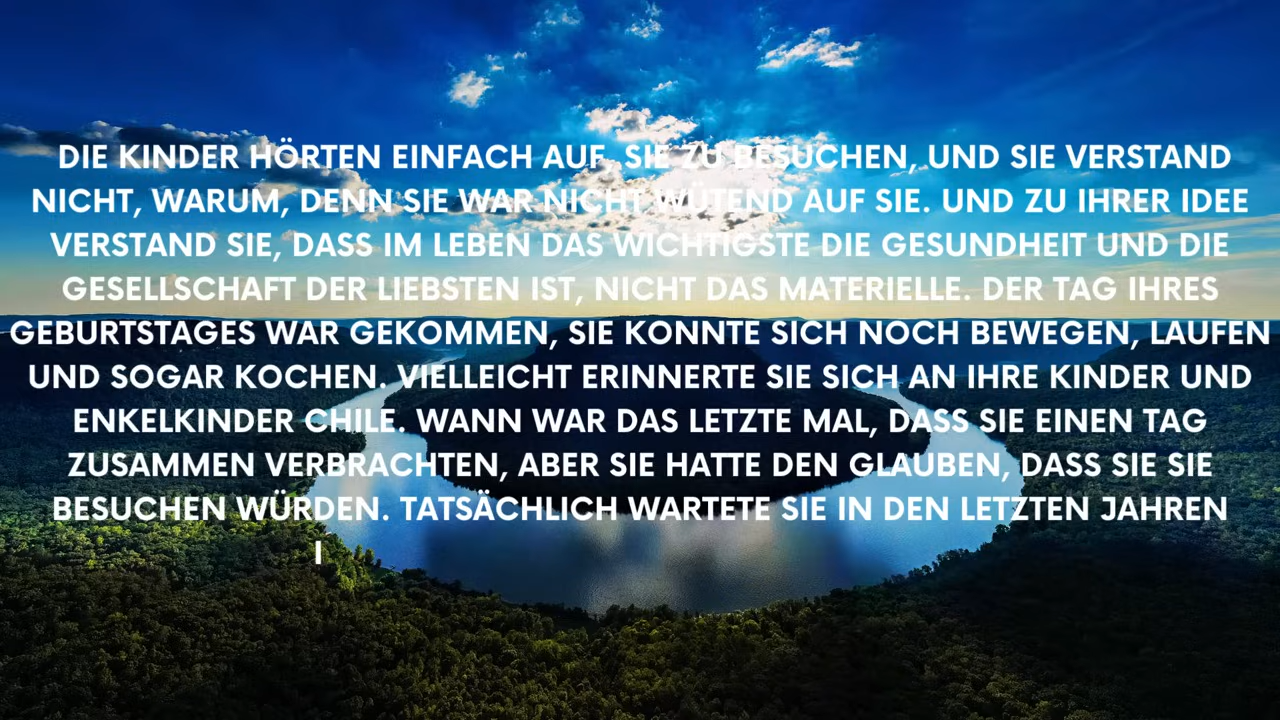 DIE KINDER HÖRTEN EINFACH AUF, SIE ZU BESUCHEN, UND SIE VERSTAND
NICHT, WARUM, DENN SIE WAR NICHT WÜTEND AUF SIE. UND ZU IHRER IDEE
VERSTAND SIE, DASS IM LEBEN DAS WICHTIGSTE DIE GESUNDHEIT UND DIE
GESELLSCHAFT DER LIEBSTEN IST, NICHT DAS MATERIELLE. DER TAG IHRES
GEBURTSTAGES WAR GEKOMMEN, SIE KONNTE SICH NOCH BEWEGEN, LAUFEN
UND SOGAR KOCHEN. VIELLEICHT ERINNERTE SIE SICH AN IHRE KINDER UND
ENKELKINDER CHILE. WANN WAR DAS LETZTE MAL, DASS SIE EINEN TAG
ZUSAMMEN VERBRACHTEN, ABER SIE HATTE DEN GLAUBEN, DASS SIE SIE
BESUCHEN WÜRDEN. TATSÄCHLICH WARTETE SIE IN DEN LETZTEN JAHREN
I